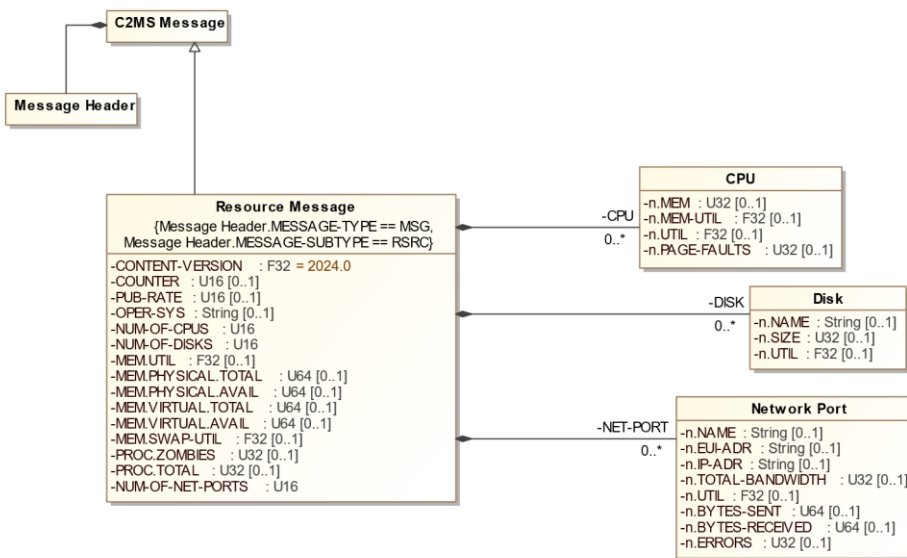 C2MS Message
Message Header
Resource Message
{Message Header.MESSAGE-TYPE == MSG,
Message Header.MESSAGE-SUBTYPE == RSRC}
-CONTENT-VERSION : F32 = 2024.0
-COUNTER : U16 [0..1]
-PUB-RATE : U16 [0..1]
-OPER-SYS : String [0..1]
-NUM-OF-CPUS : U16
-NUM-OF-DISKS : U16
-MEM.UTIL : F32 [0..1]
-MEM.PHYSICAL.TOTAL : U64 [0..1]
-MEM.PHYSICAL.AVAIL : U64 [0..1]
-MEM.VIRTUAL.TOTAL : U64 [0..1]
-MEM.VIRTUAL.AVAIL : U64 [0..1]
-MEM.SWAP-UTIL : F32 [0..1]
-PROC.ZOMBIES : U32 [0..1]
-PROC.TOTAL : U32 [0..1]
-NUM-OF-NET-PORTS : U16
-CPU
0..*
CPU
-n.MEM : U32 [0..1]
-n.MEM-UTIL : F32 [0..1]
-n.UTIL : F32 [0..1]
-n.PAGE-FAULTS : U32 [0..1]
-DISK
0..*
Disk
-n.NAME : String [0..1]
-n.SIZE : U32 [0..1]
-n.UTIL : F32 [0..1]
-NET-PORT
0..*
Network Port
-n.NAME : String [0..1]
-n.EUI-ADR : String [0..1]
-n.IP-ADR : String [0..1]
-n.TOTAL-BANDWIDTH : U32 [0..1]
-n.UTIL : F32 [0..1]
-n.BYTES-SENT : U64 [0..1]
-n.BYTES-RECEIVED : U64 [0..1]
-n.ERRORS : U32 [0..1]